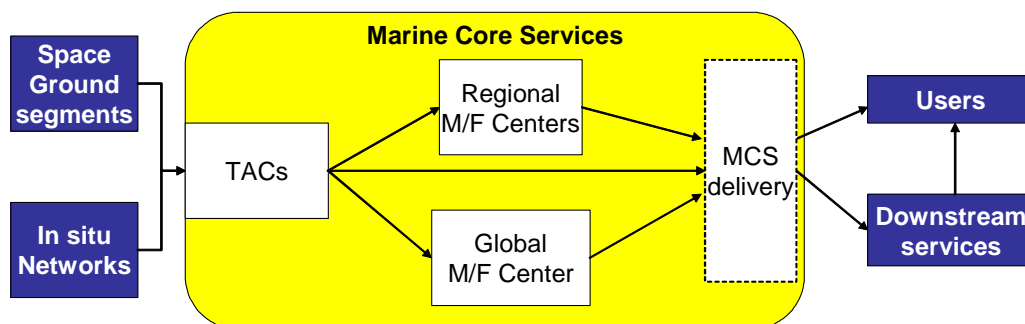 Marine Core Services
Space
Ground
segments
In situ
Networks
TACs
Regional
M/F Centers
Global
M/F Center
MCS
delivery
Users
Downstream
services